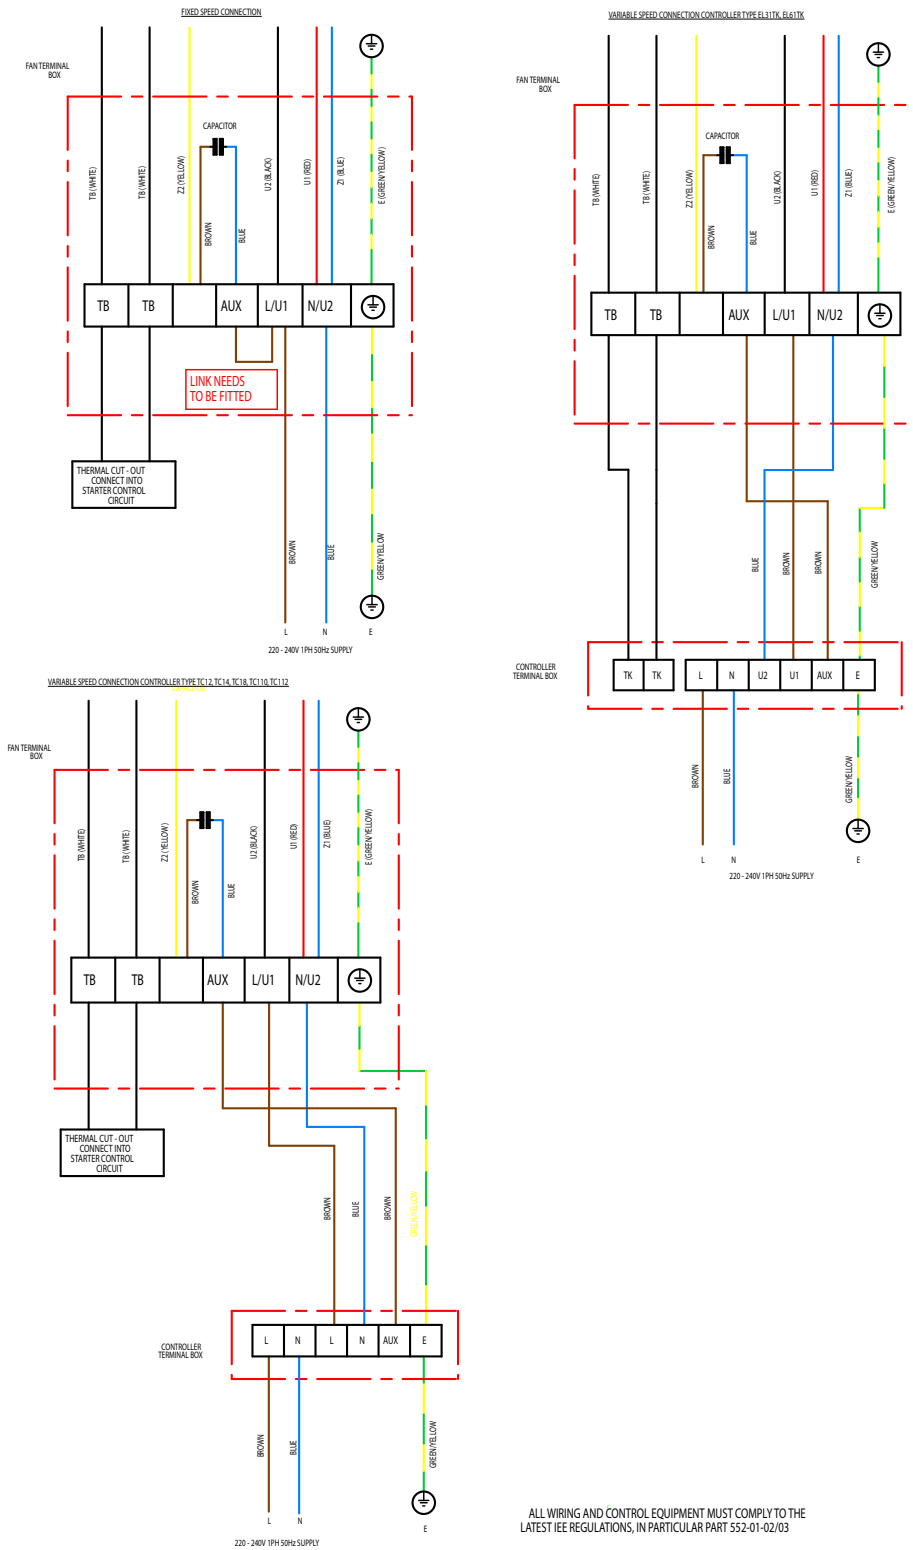 FIXED SPEED CONNECTION
FAN TERMINAL
BOX
CAPACITOR
TB (WHITE)
TB (WHITE)
Z2 (YELLOW)
BROWN
BLUE
U2 (BLACK)
U1 (RED)
Z1 (BLUE)
E (GREEN/YELLOW)
TB
TB
AUX
L/U1
N/U2
LINK NEEDS
TO BE FITTED
THERMAL CUT - OUT
CONNECT INTO
STARTER CONTROL
CIRCUIT
BROWN
BLUE
GREEN/YELLOW
L
N
E
220 - 240V 1PH 50Hz SUPPLY
VARIABLE SPEED CONNECTION CONTROLLER TYPE EL31TK, EL61TK
FAN TERMINAL
BOX
CAPACITOR
TB (WHITE)
TB (WHITE)
Z2 (YELLOW)
BROWN
BLUE
U2 (BLACK)
U1 (RED)
Z1 (BLUE)
E (GREEN/YELLOW)
TB
TB
AUX
L/U1
N/U2
BLUE
BROWN
BROWN
GREEN/YELLOW
CONTROLLER
TERMINAL BOX
TK
TK
L
N
U2
U1
AUX
E
BROWN
BLUE
GREEN/YELLOW
L
N
E
220 - 240V 1PH 50Hz SUPPLY
VARIABLE SPEED CONNECTION CONTROLLER TYPE TC12, TC14, TC18, TC110, TC112
FAN TERMINAL
BOX
TB (WHITE)
TB (WHITE)
Z2 (YELLOW)
BROWN
BLUE
U2 (BLACK)
U1 (RED)
Z1 (BLUE)
E (GREEN/YELLOW)
TB
TB
AUX
L/U1
N/U2
THERMAL CUT - OUT
CONNECT INTO
STARTER CONTROL
CIRCUIT
BROWN
BLUE
BROWN
GREEN/YELLOW
CONTROLLER
TERMINAL BOX
L
N
L
N
AUX
E
BROWN
BLUE
GREEN/YELLOW
L
N
E
220 - 240V 1PH 50Hz SUPPLY
ALL WIRING AND CONTROL EQUIPMENT MUST COMPLY TO THE
LATEST IEE REGULATIONS, IN PARTICULAR PART 552-01-02/03